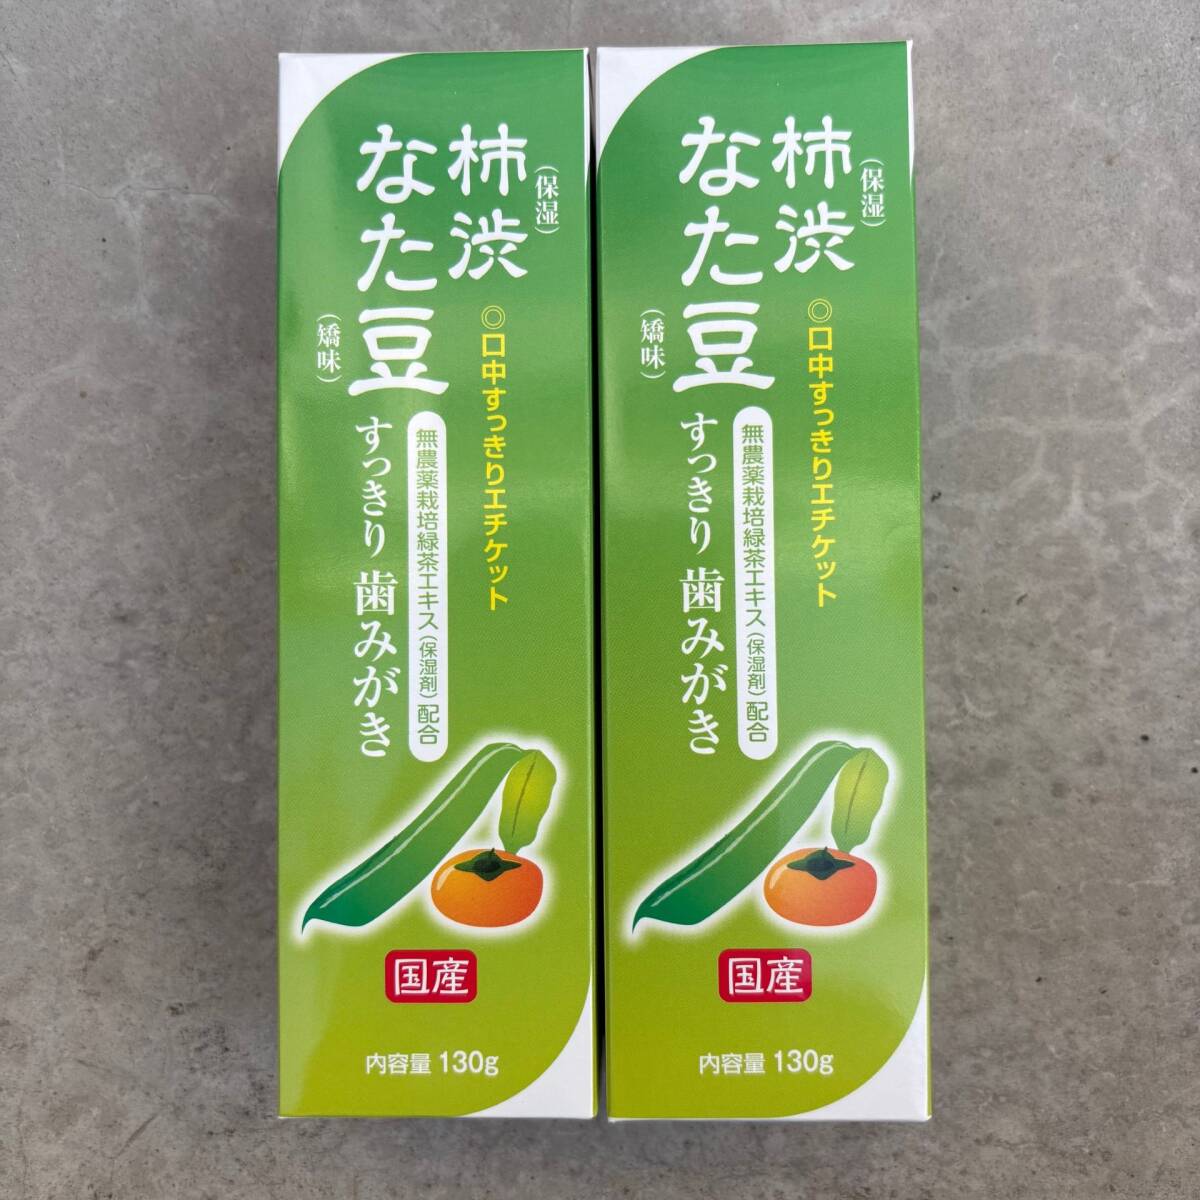 柿渋
（保湿）
なた豆
（矯味）
すっきり 歯みがき
◎口中すっきりエチケット
無農薬栽培緑茶エキス（保湿剤）配合
国産
内容量 130g
柿渋
（保湿）
なた豆
（矯味）
すっきり 歯みがき
◎口中すっきりエチケット
無農薬栽培緑茶エキス（保湿剤）配合
国産
内容量 130g